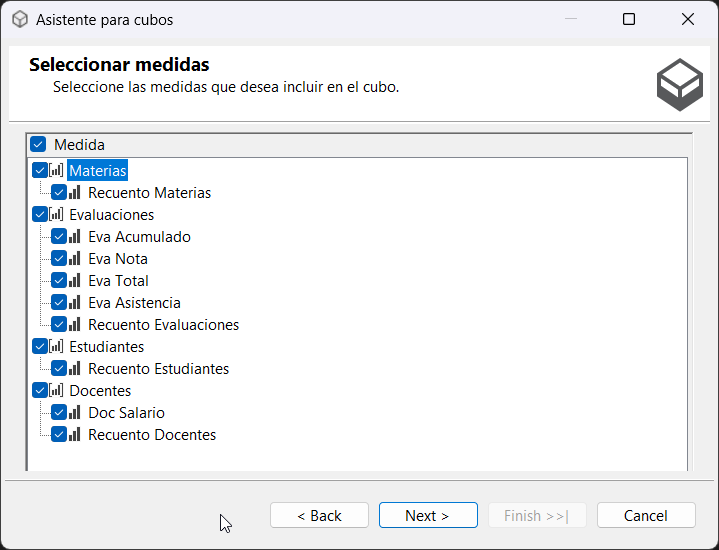 Asistente para cubos
Seleccionar medidas
Seleccione las medidas que desea incluir en el cubo.
Medida
Materias
Recuento Materias
Evaluaciones
Eva Acumulado
Eva Nota
Eva Total
Eva Asistencia
Recuento Evaluaciones
Estudiantes
Recuento Estudiantes
Docentes
Doc Salario
Recuento Docentes
< Back
Next >
Finish >>|
Cancel